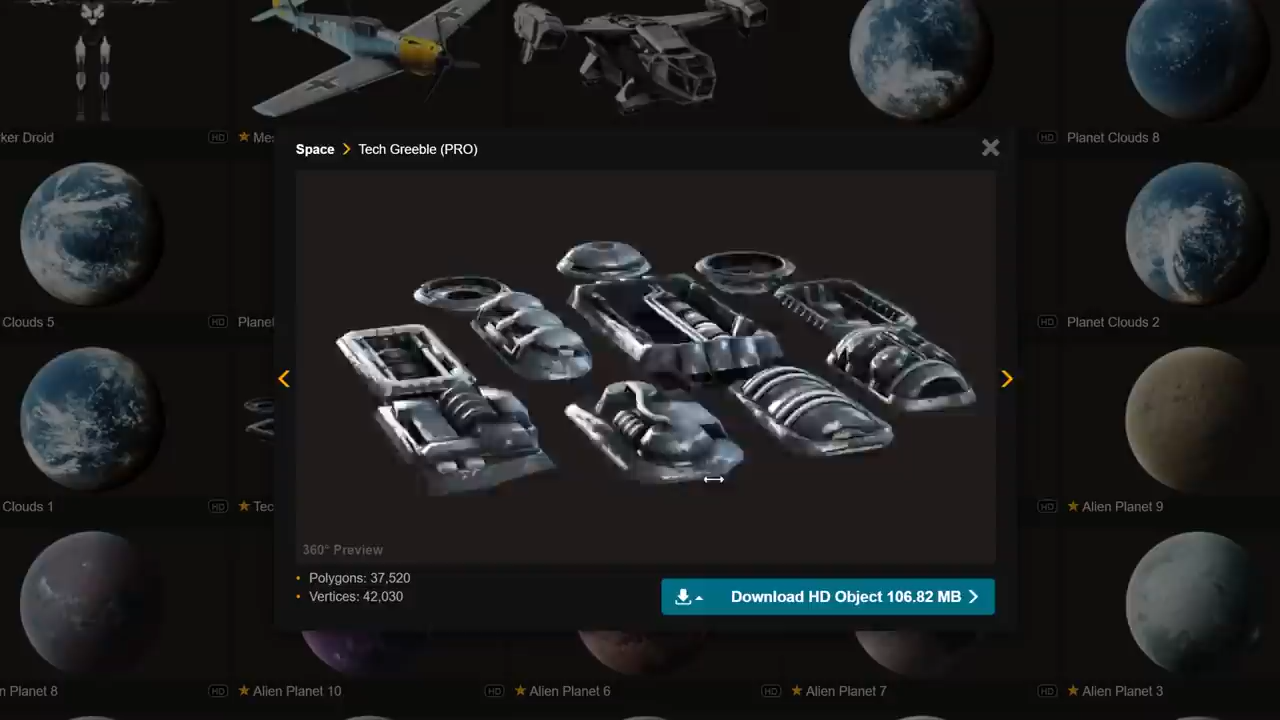 ker Droid
HD
★ Mes
HD
Planet Clouds 8
Space > Tech Greeble (PRO)
Clouds 5
HD
Planet
HD
Planet Clouds 2
Clouds 1
HD
★ Tec
HD
★ Alien Planet 9
360° Preview
• Polygons: 37,520
• Vertices: 42,030
Download HD Object 106.82 MB >
n Planet 8
HD
★ Alien Planet 10
HD
★ Alien Planet 6
HD
★ Alien Planet 7
HD
★ Alien Planet 3